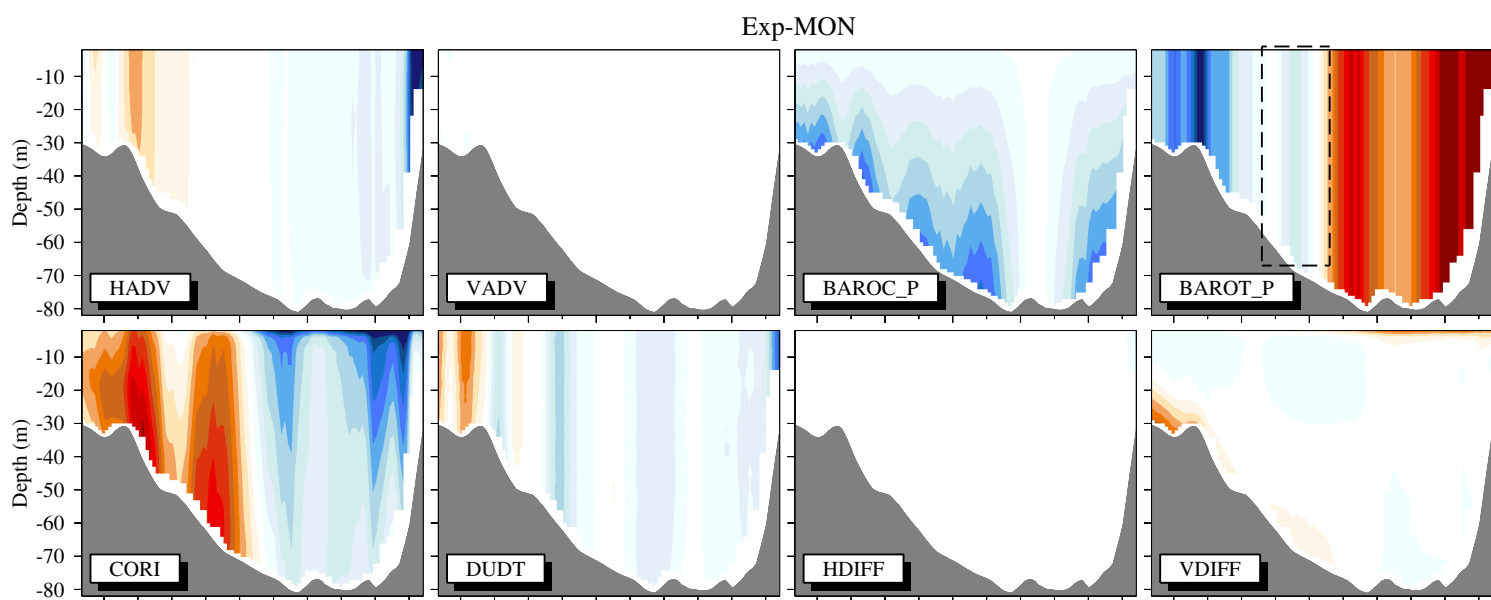 Exp-MON
Depth (m)
-10
-20
-30
-40
-50
-60
-70
-80
HADV
VADV
BAROC_P
BAROT_P
Depth (m)
-10
-20
-30
-40
-50
-60
-70
-80
CORI
DUDT
HDIFF
VDIFF